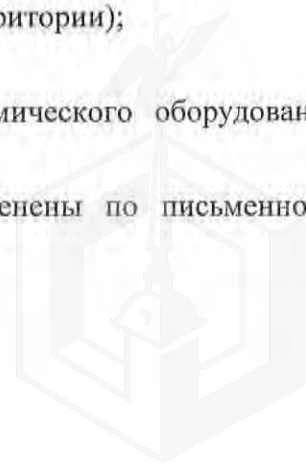 ритории);
мического оборудован
енены по письменно